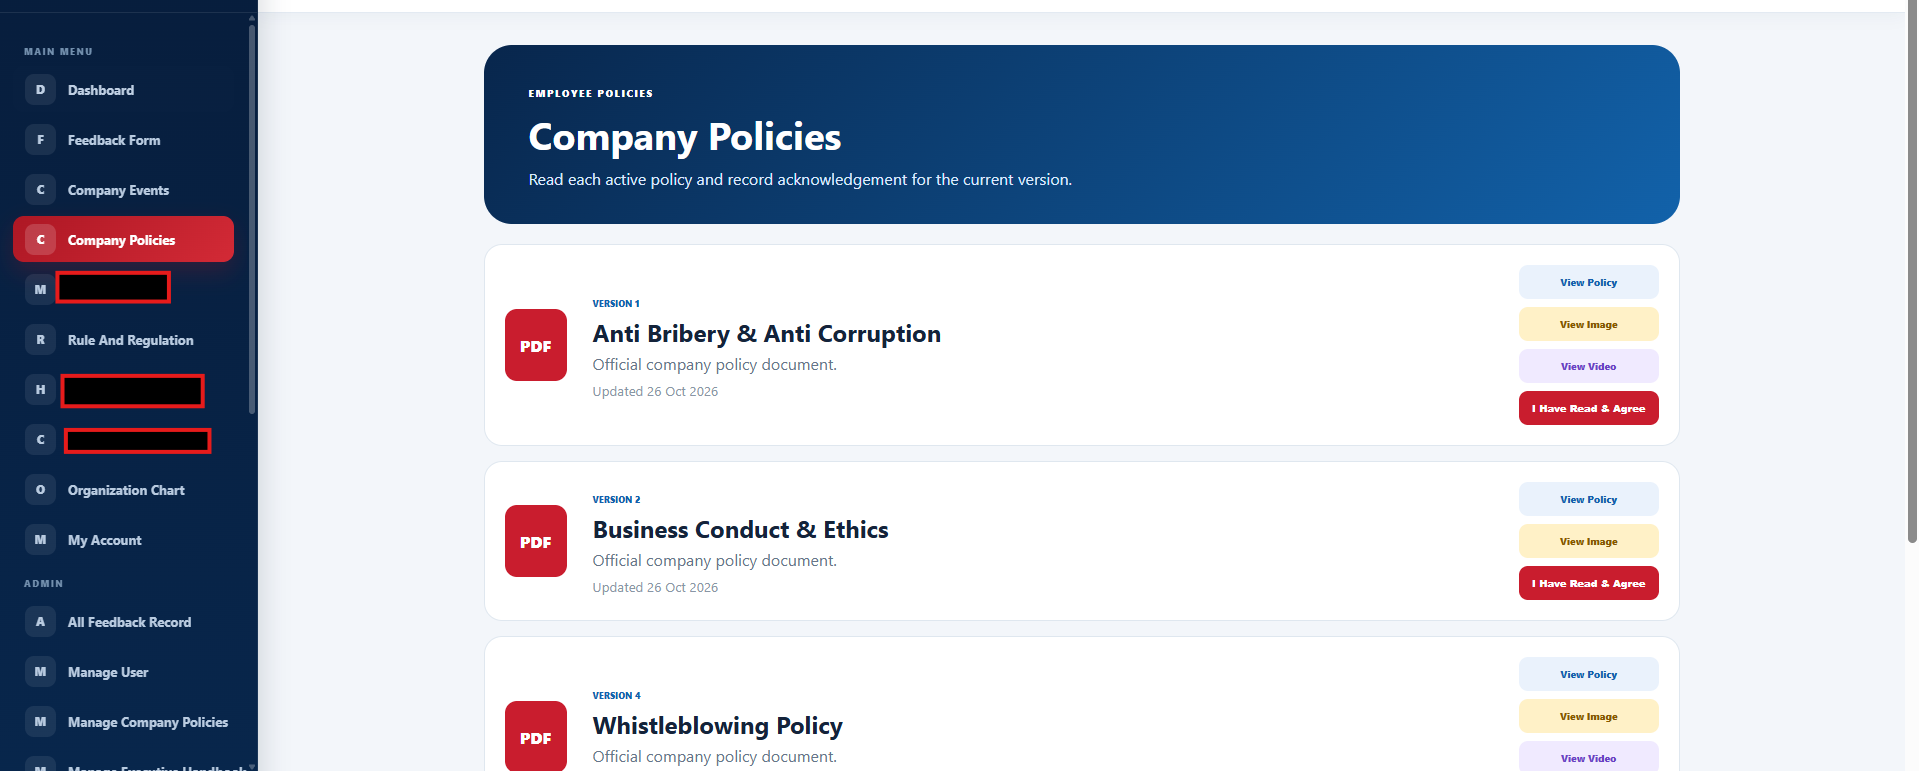 MAIN MENU
D Dashboard
F Feedback Form
C Company Events
C Company Policies
M
R Rule And Regulation
H
C
O Organization Chart
M My Account
ADMIN
A All Feedback Record
M Manage User
M Manage Company Policies
M Manage Executive Handbook
EMPLOYEE POLICIES
Company Policies
Read each active policy and record acknowledgement for the current version.
PDF
VERSION 1
Anti Bribery & Anti Corruption
Official company policy document.
Updated 26 Oct 2026
View Policy
View Image
View Video
I Have Read & Agree
PDF
VERSION 2
Business Conduct & Ethics
Official company policy document.
Updated 26 Oct 2026
View Policy
View Image
I Have Read & Agree
PDF
VERSION 4
Whistleblowing Policy
Official company policy document.
View Policy
View Image
View Video